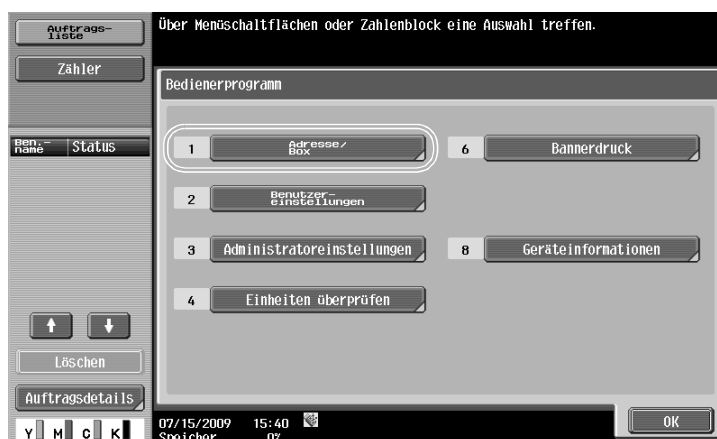 Auftrags-
liste
Zähler
Ben.-
name
Status
Löschen
Auftragsdetails
Y M C K
Über Menüschaltflächen oder Zahlenblock eine Auswahl treffen.
Bedienerprogramm
1 Adresse/
Box
2 Benutzer-
einstellungen
3 Administratoreinstellungen
4 Einheiten überprüfen
6 Bannerdruck
8 Geräteinformationen
07/15/2009 15:40
Speicher 0%
OK